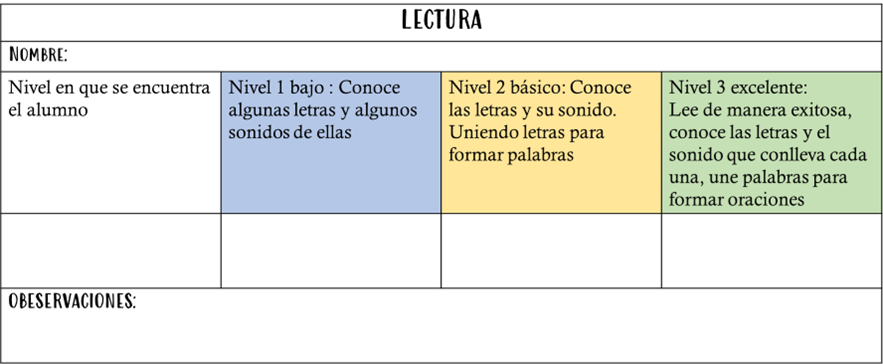 LECTURA
NOMBRE:
Nivel en que se encuentra
el alumno
Nivel 1 bajo : Conoce
algunas letras y algunos
sonidos de ellas
Nivel 2 básico: Conoce
las letras y su sonido.
Uniendo letras para
formar palabras
Nivel 3 excelente:
Lee de manera exitosa,
conoce las letras y el
sonido que conlleva cada
una, une palabras para
formar oraciones
OBESERVACIONES: